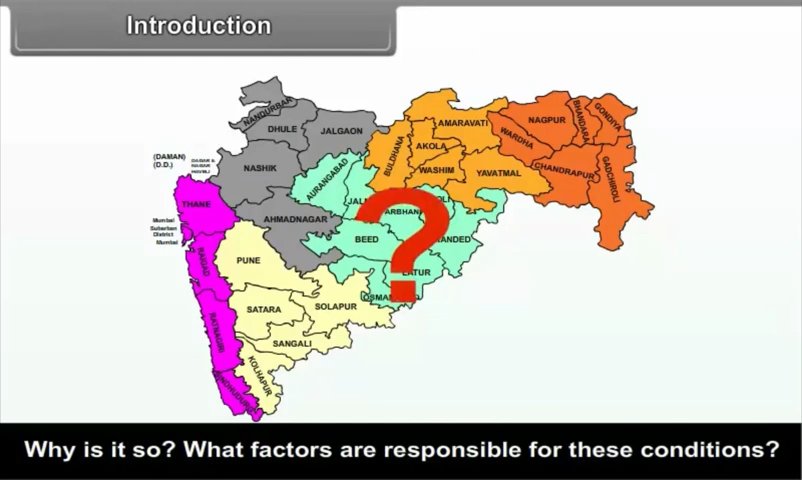 Introduction
NANDURBAR
DHULE
JALGAON
NASHIK
AHMADNAGAR
(DAMAN)
(D.D.)
THANE
Mumbai
Suburban
District
Mumbai
RAIGAD
RATNAGIRI
PUNE
SATARA
SOLAPUR
SANGALI
KOLHAPUR
AURANGABAD
BEED
LATUR
BULDHANA
AKOLA
AMARAVATI
WASHIM
YAVATMAL
WARDHA
NAGPUR
BHANDARA
GONDIYA
CHANDRAPUR
GADCHIROLI
Why is it so? What factors are responsible for these conditions?